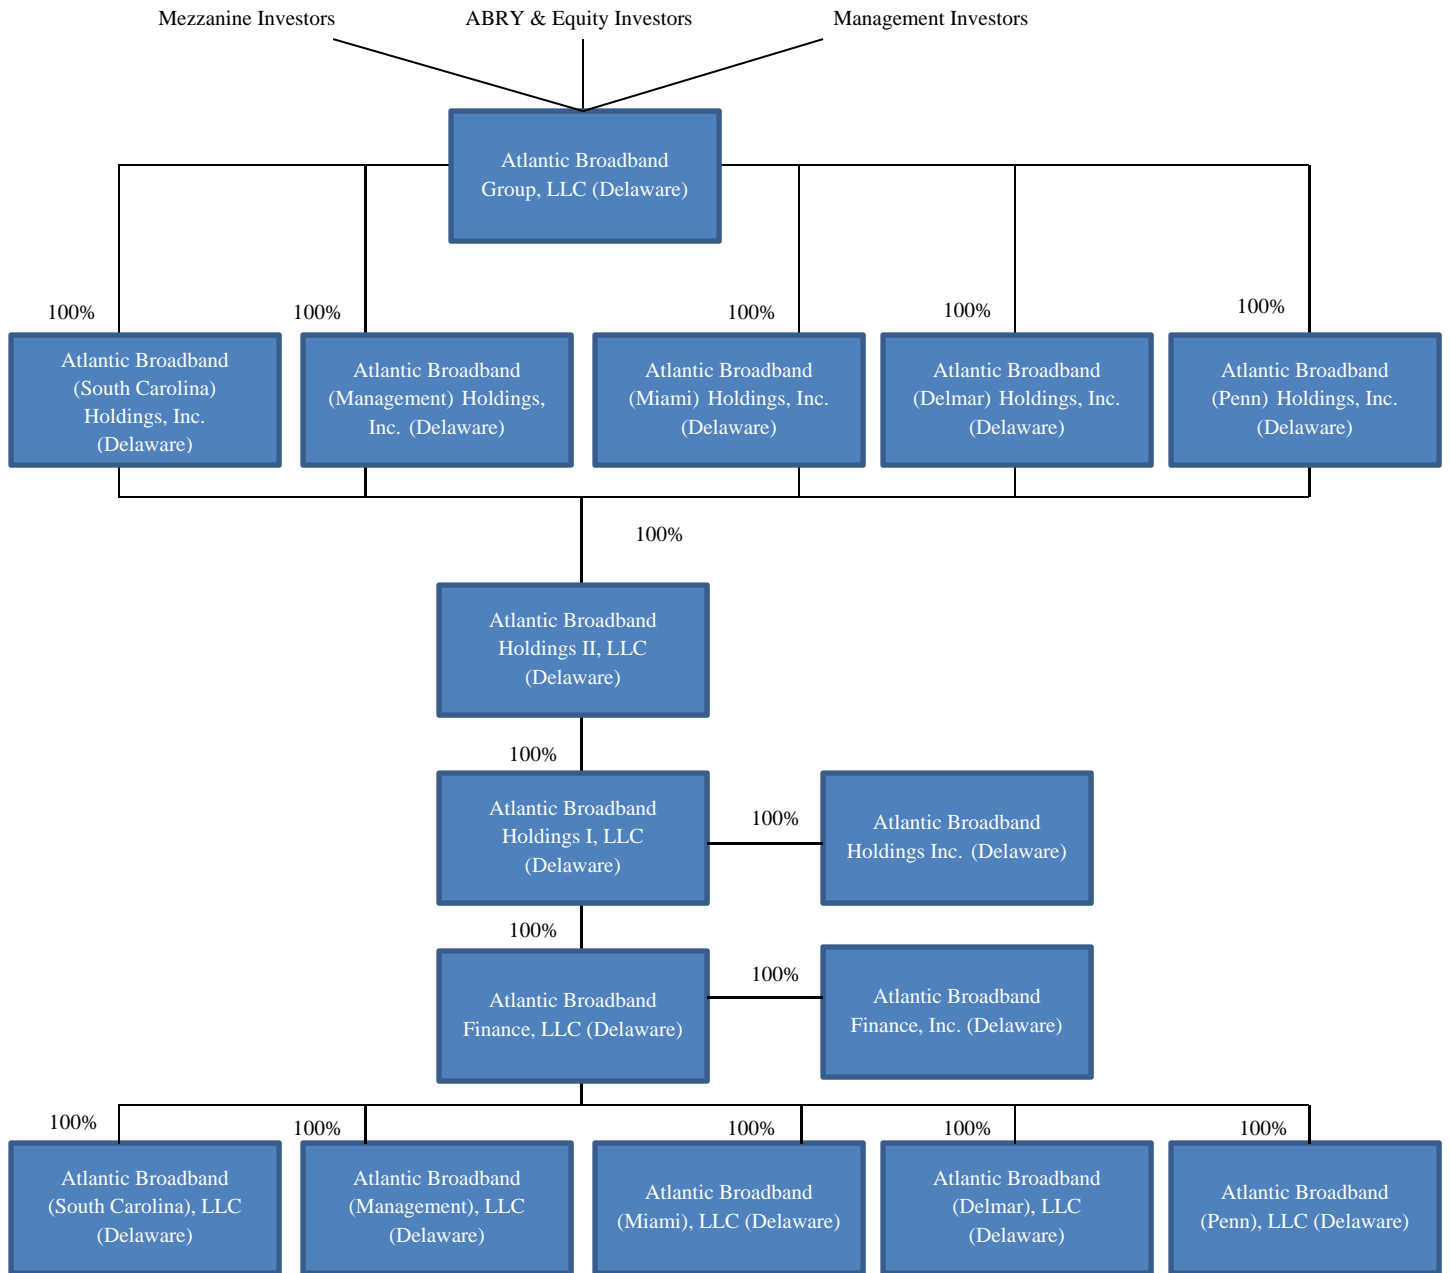 Mezzanine Investors
ABRY & Equity Investors
Management Investors
Atlantic Broadband
Group, LLC (Delaware)
100%
100%
100%
100%
100%
Atlantic Broadband
(South Carolina)
Holdings, Inc.
(Delaware)
Atlantic Broadband
(Management) Holdings,
Inc. (Delaware)
Atlantic Broadband
(Miami) Holdings, Inc.
(Delaware)
Atlantic Broadband
(Delmar) Holdings, Inc.
(Delaware)
Atlantic Broadband
(Penn) Holdings, Inc.
(Delaware)
100%
Atlantic Broadband
Holdings II, LLC
(Delaware)
100%
Atlantic Broadband
Holdings I, LLC
(Delaware)
100%
Atlantic Broadband
Holdings Inc. (Delaware)
100%
Atlantic Broadband
Finance, LLC (Delaware)
100%
Atlantic Broadband
Finance, Inc. (Delaware)
100%
100%
100%
100%
100%
Atlantic Broadband
(South Carolina), LLC
(Delaware)
Atlantic Broadband
(Management), LLC
(Delaware)
Atlantic Broadband
(Miami), LLC (Delaware)
Atlantic Broadband
(Delmar), LLC
(Delaware)
Atlantic Broadband
(Penn), LLC (Delaware)